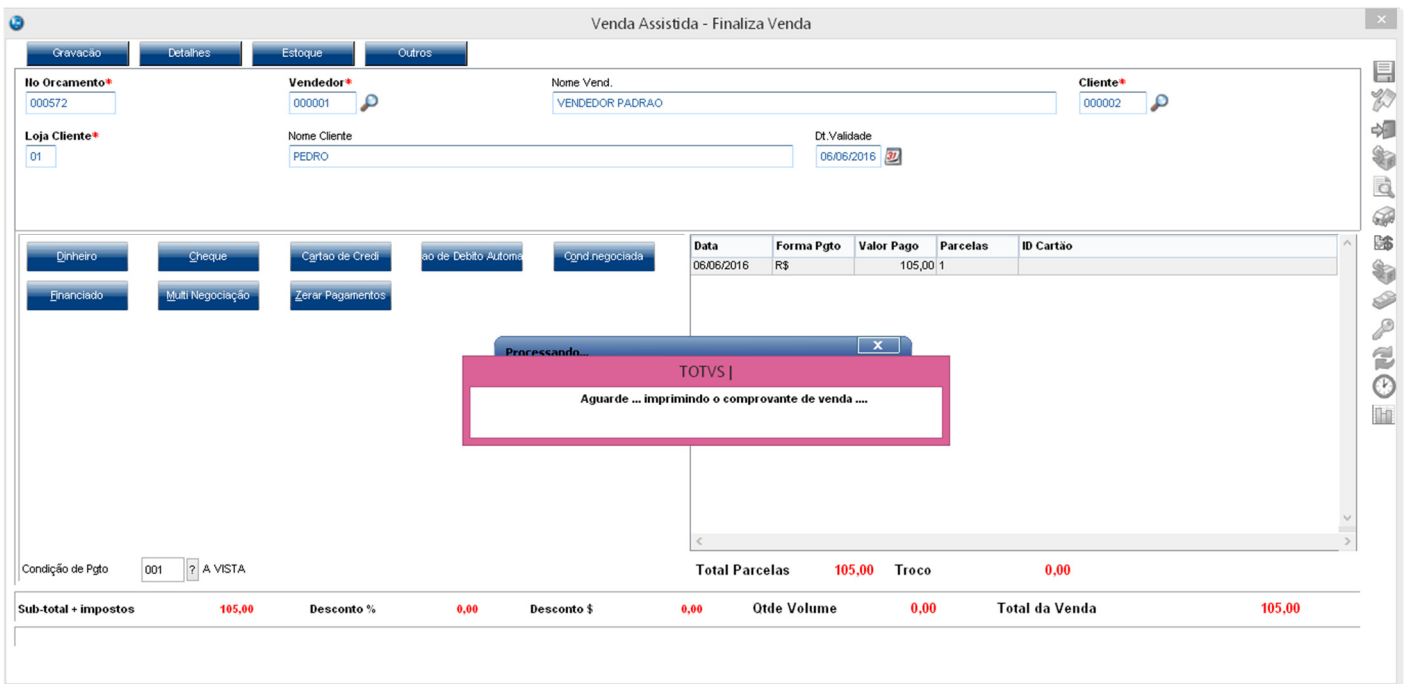 Venda Assistida - Finaliza Venda
Gravacão Detalhes Estoque Outros
No Orcamento* Vendedor* Nome Vend. Cliente*
000572 000001 VENDEDOR PADRAO 000002
Loja Cliente* Nome Cliente Dt.Validade
01 PEDRO 06/06/2016 31
Dinheiro Cheque Cartao de Credi ao de Debito Automa Cond.negociada
Financiado Multi Negociação Zerar Pagamentos
Data Forma Pgto Valor Pago Parcelas ID Cartão
06/06/2016 R$ 105,00 1
Processando... x
TOTVS |
Aguarde ... imprimindo o comprovante de venda ....
Condição de Pgto 001 ? A VISTA
Total Parcelas 105,00 Troco 0,00
Sub-total + impostos 105,00 Desconto % 0,00 Desconto $ 0,00 Qtde Volume 0,00 Total da Venda 105,00